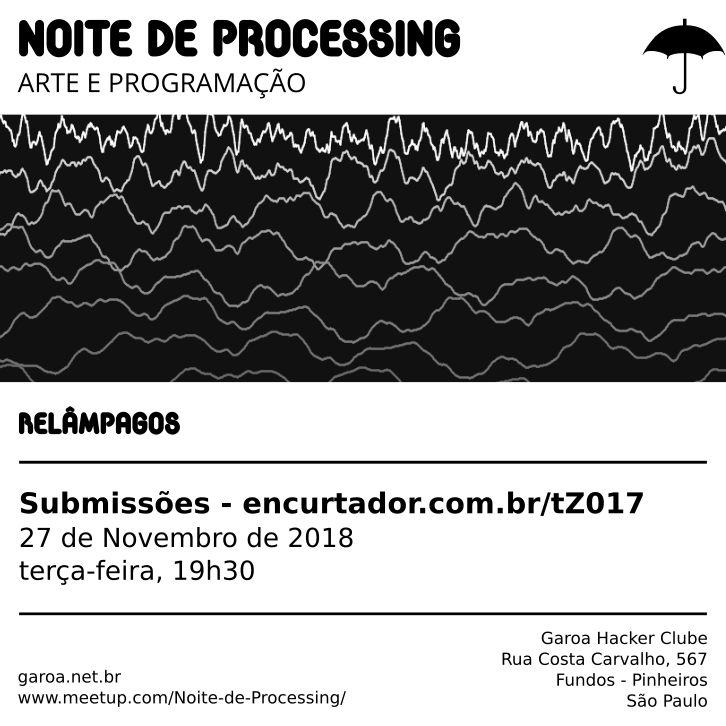 NOITE DE PROCESSING
ARTE E PROGRAMAÇÃO
RELÂMPAGOS
Submissões - encurtador.com.br/tZ017
27 de Novembro de 2018
terça-feira, 19h30
garoa.net.br
www.meetup.com/Noite-de-Processing/
Garoa Hacker Clube
Rua Costa Carvalho, 567
Fundos - Pinheiros
São Paulo